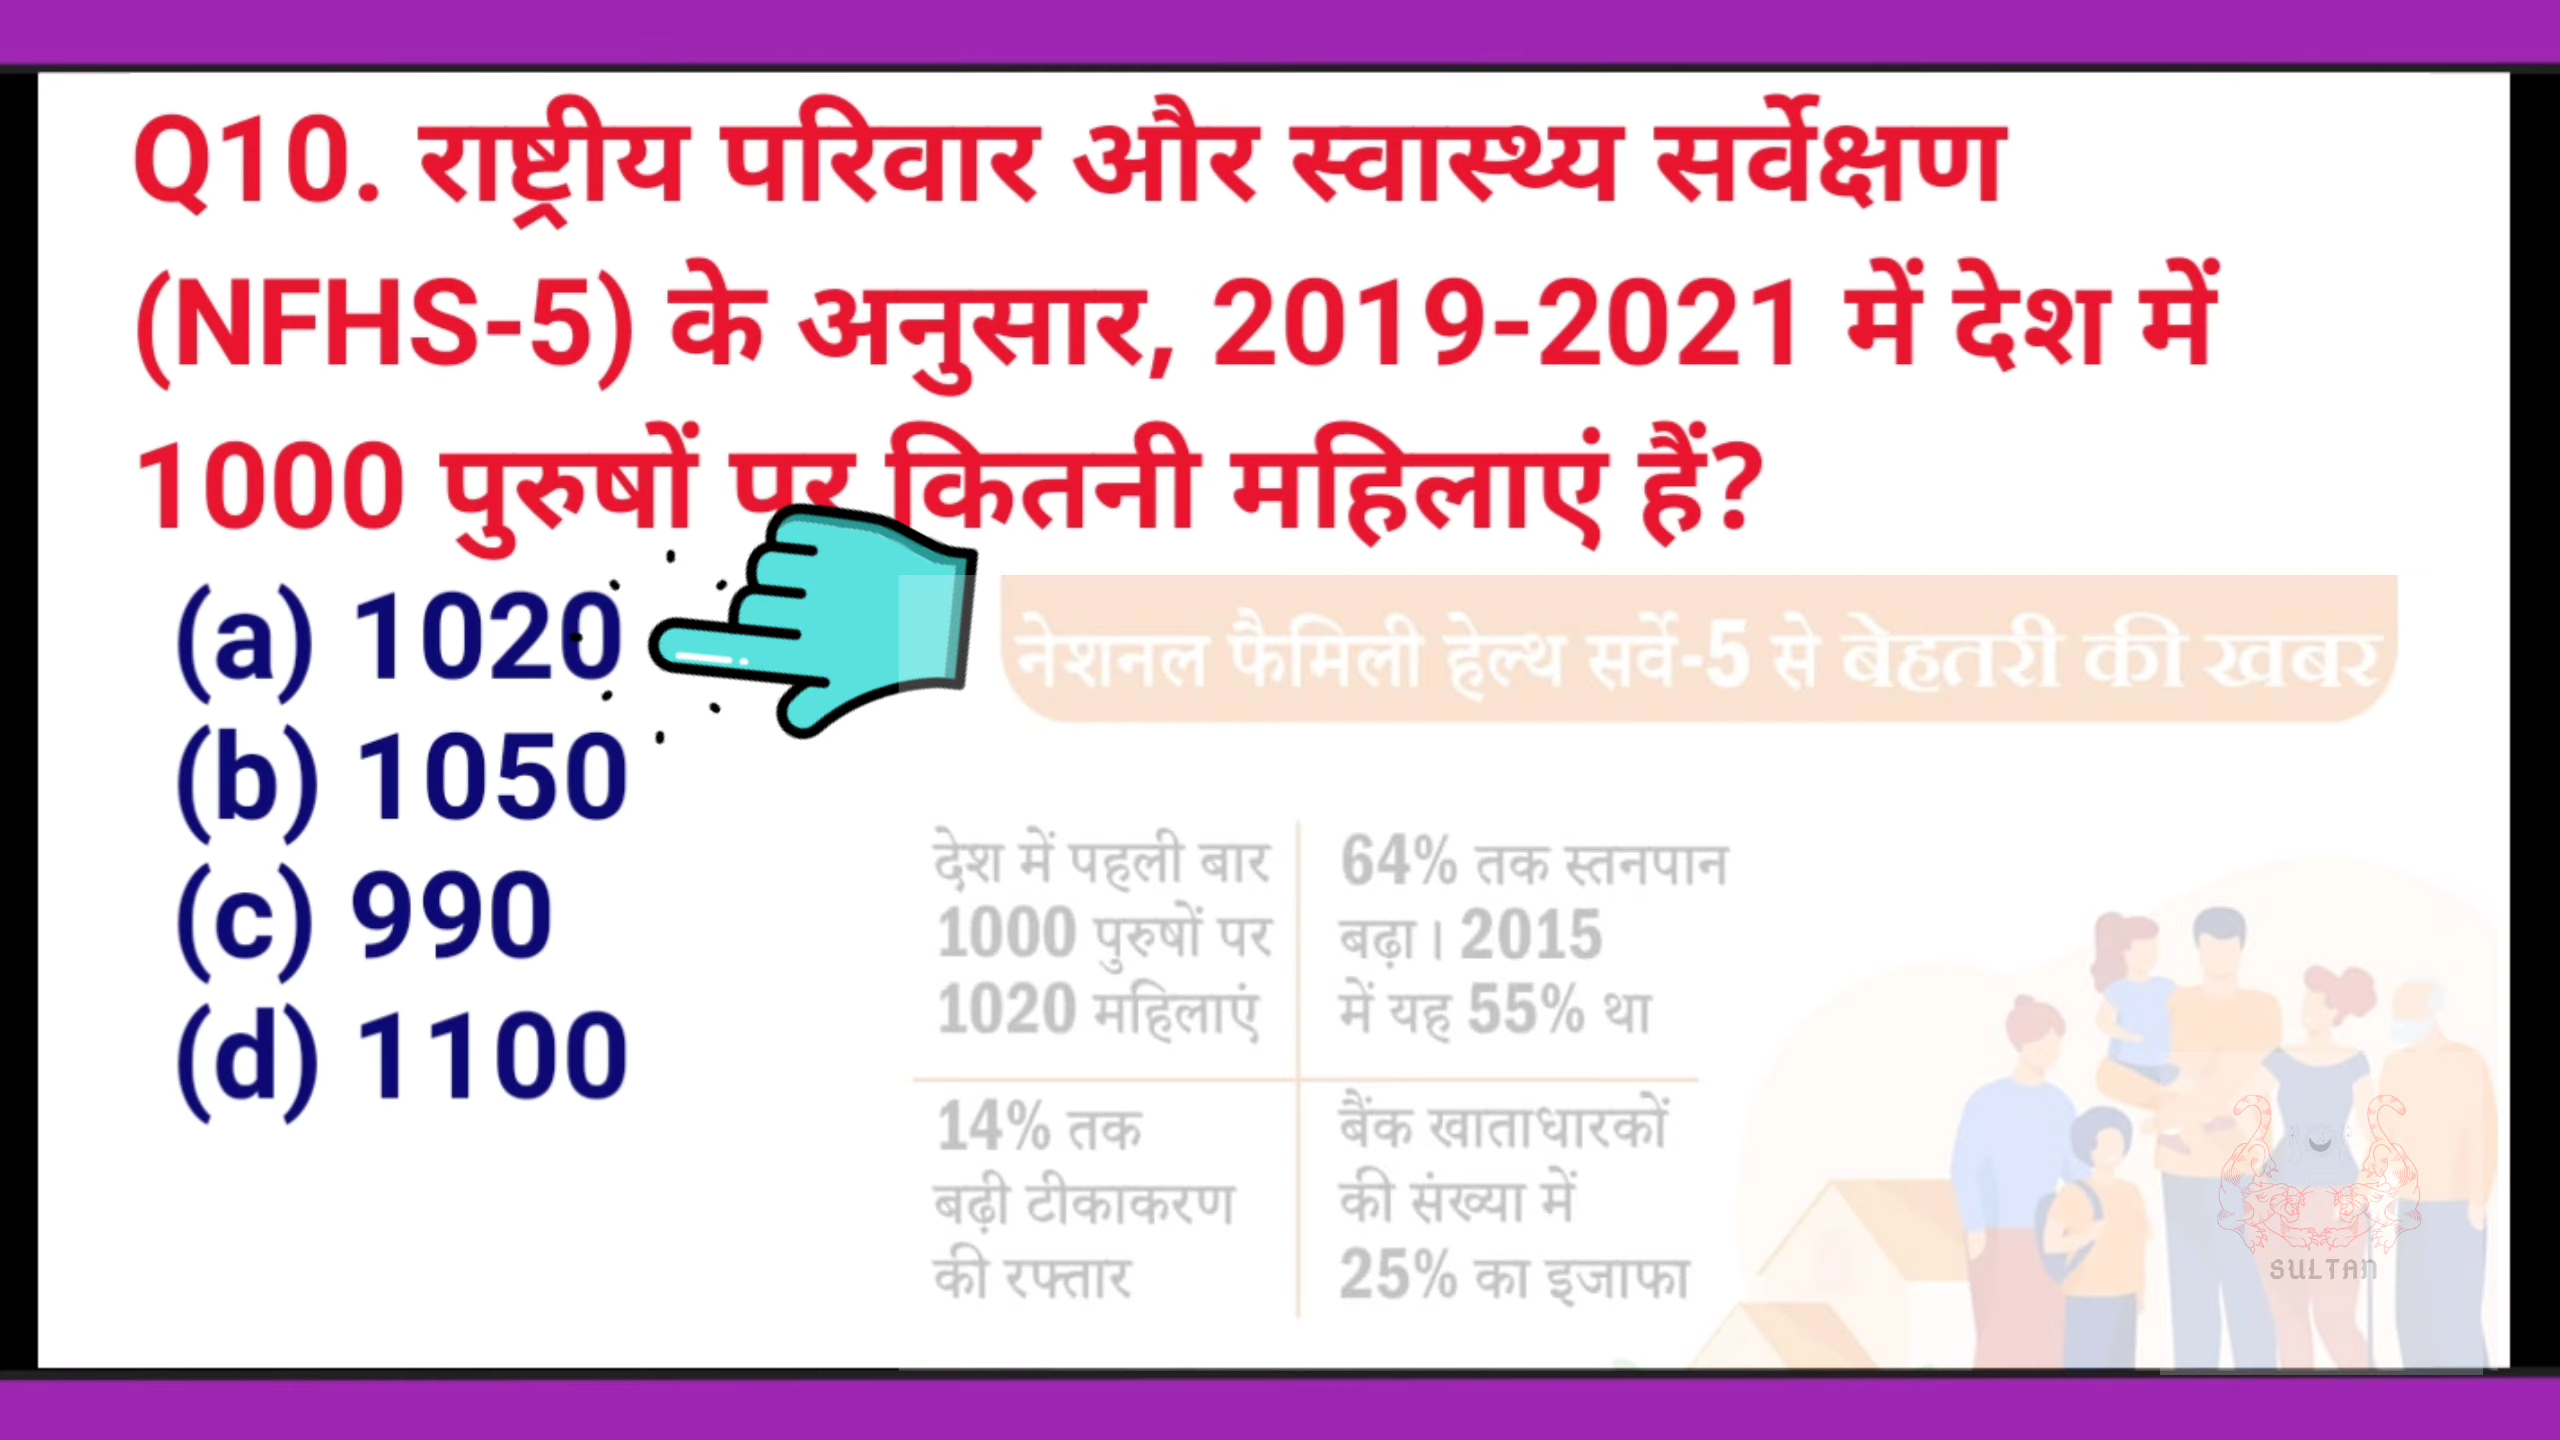 Q10. राष्ट्रीय परिवार और स्वास्थ्य सर्वेक्षण
(NFHS-5) के अनुसार, 2019-2021 में देश में
1000 पुरुषों पर कितनी महिलाएं हैं?
(a) 1020
(b) 1050
(c) 990
(d) 1100
नेशनल फैमिली हेल्थ सर्वे-5 से बेहतरी की खबर
देश में पहली बार
1000 पुरुषों पर
1020 महिलाएं
64% तक स्तनपान
बढ़ा। 2015
में यह 55% था
14% तक
बढ़ी टीकाकरण
की रफ्तार
बैंक खाताधारकों
की संख्या में
25% का इजाफा
SULTAN